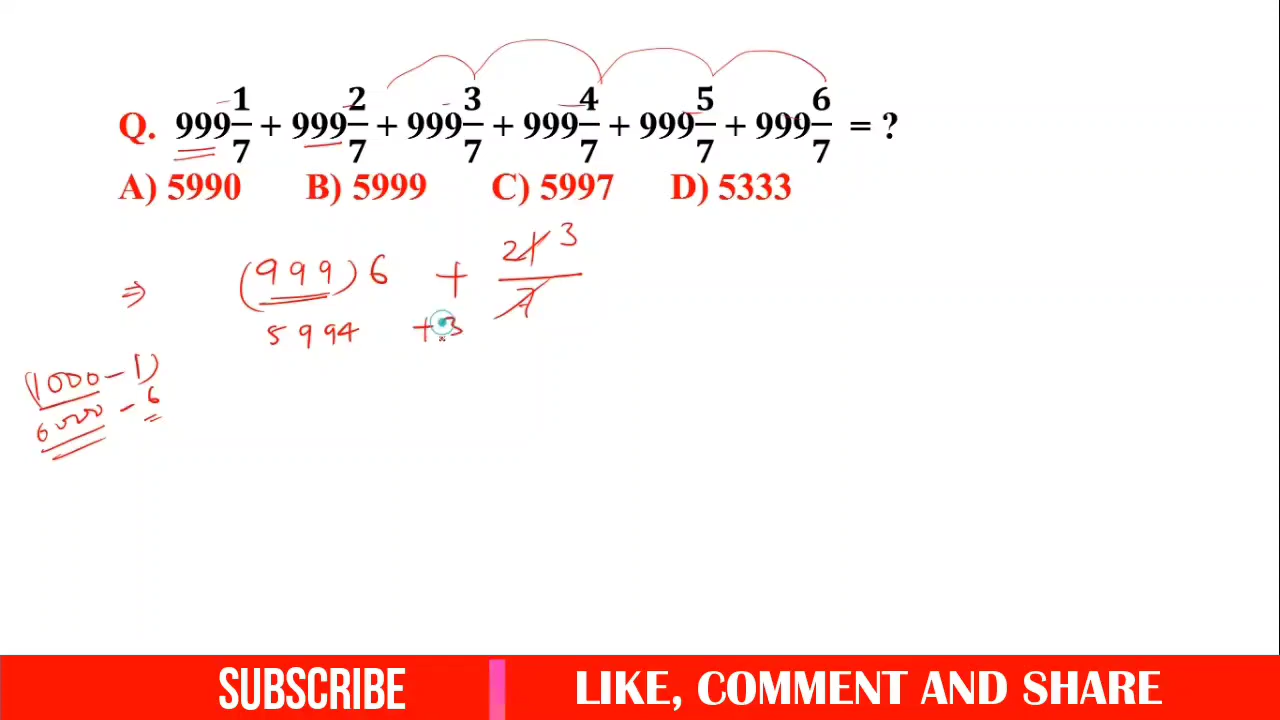 Q. 999 1/7 + 999 2/7 + 999 3/7 + 999 4/7 + 999 5/7 + 999 6/7 = ?
A) 5990 B) 5999 C) 5997 D) 5333
⇒ (999)6 + 21/7 3
5994 +3
(1000-1)
6000-6
SUBSCRIBE LIKE, COMMENT AND SHARE